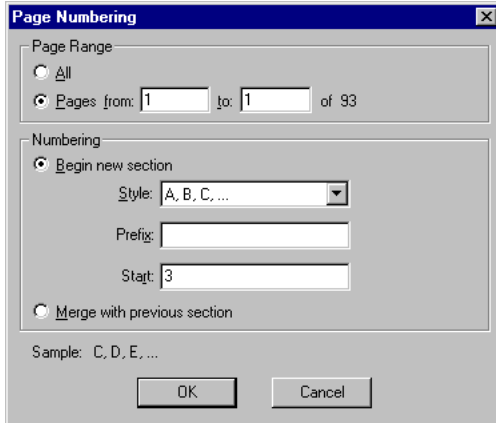 Page Numbering
Page Range
All
Pages from: 1 to: 1 of 93
Numbering
Begin new section
Style: A, B, C, ...
Prefix:
Start: 3
Merge with previous section
Sample: C, D, E, ...
OK Cancel